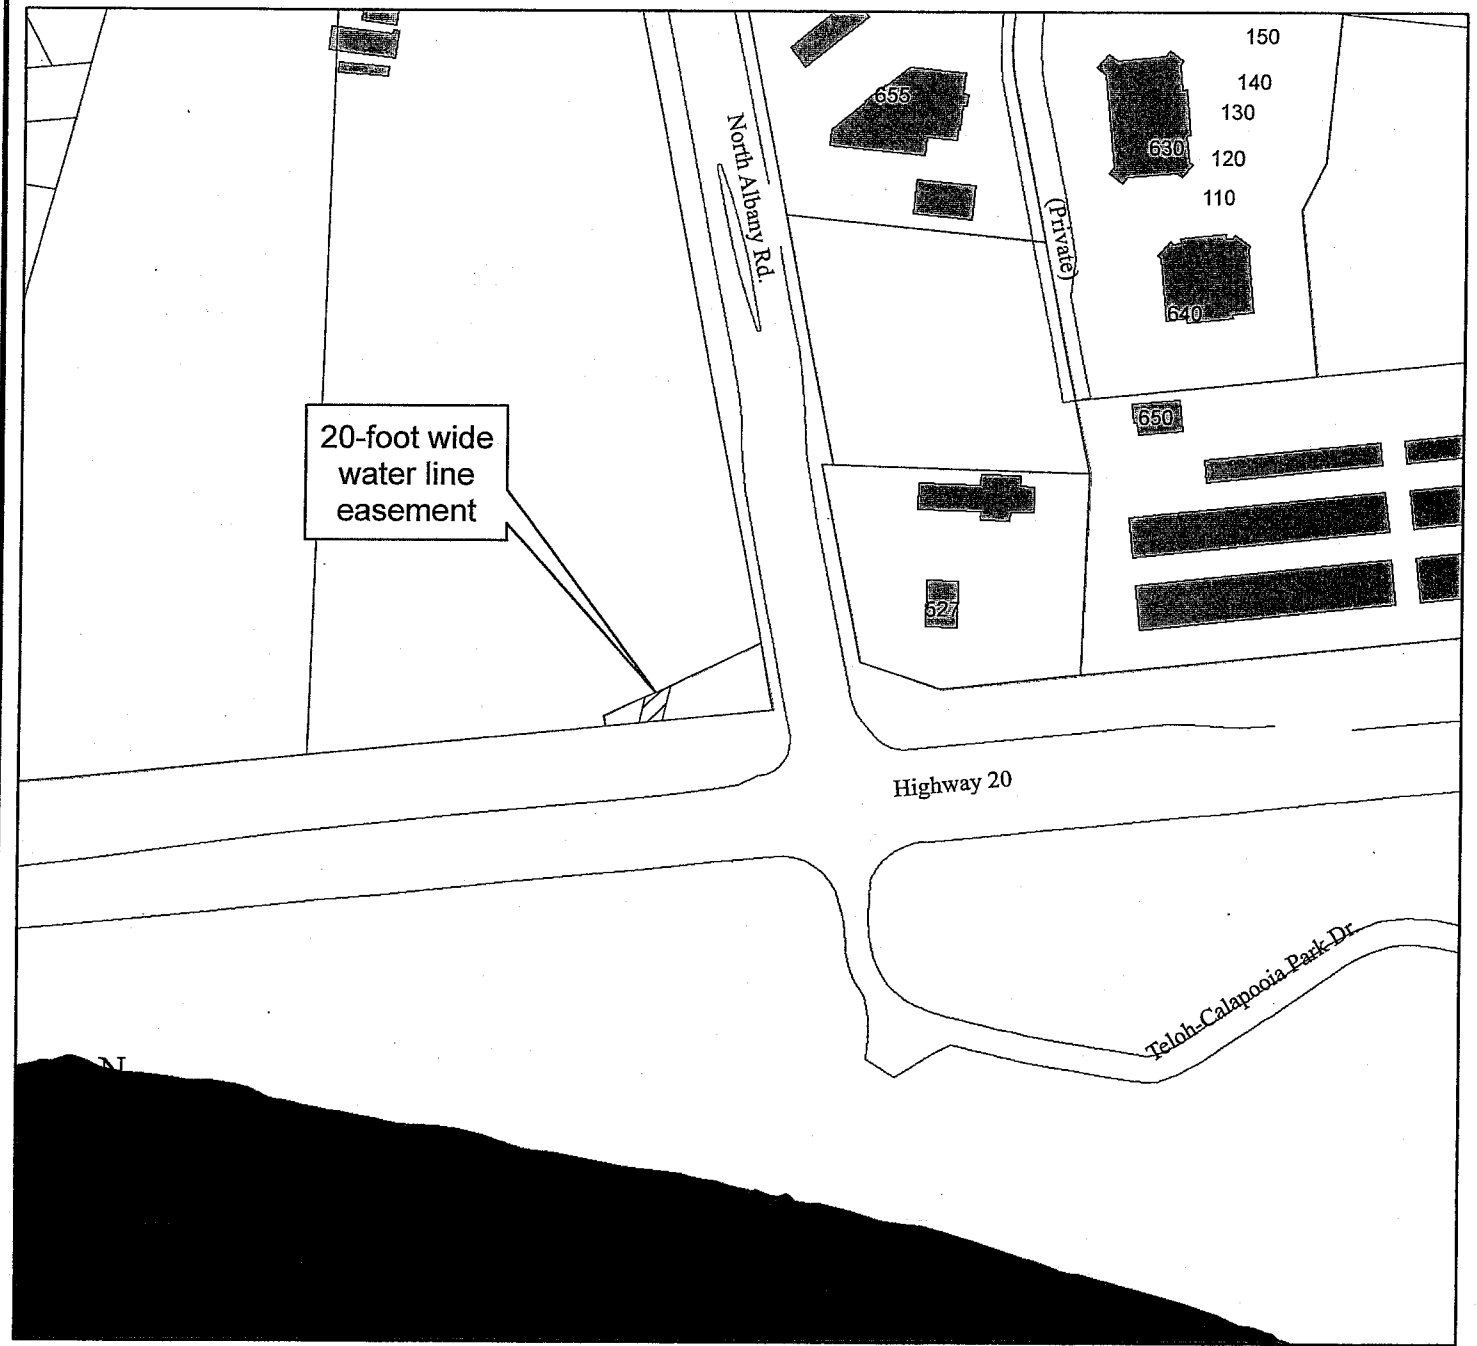 150
140
655
130
North Albany Rd.
630
120
110
(Private)
640
650
20-foot wide
water line
easement
527
Highway 20
Teloh-Calapooia Park Dr.
N